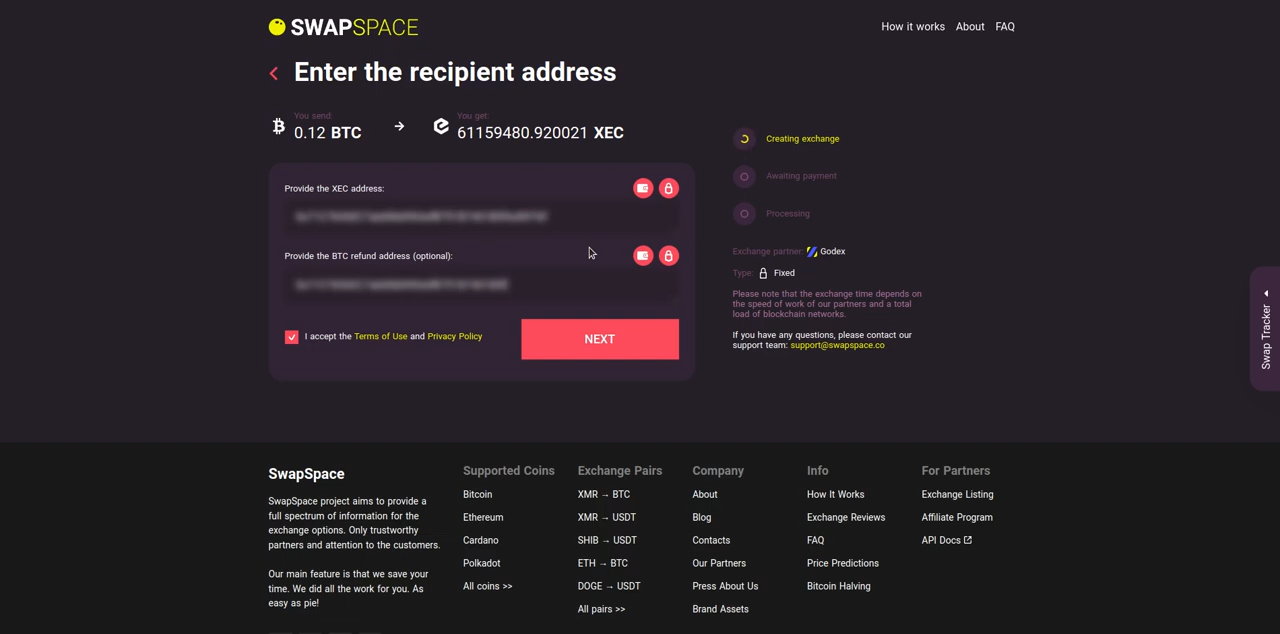 SWAPSPACE
How it works About FAQ
Enter the recipient address
You send:
0.12 BTC
You get:
61159480.920021 XEC
Provide the XEC address:
Provide the BTC refund address (optional):
I accept the Terms of Use and Privacy Policy
NEXT
Creating exchange
Awaiting payment
Processing
Exchange partner: Godex
Type: Fixed
Please note that the exchange time depends on
the speed of work of our partners and a total
load of blockchain networks.
If you have any questions, please contact our
support team: support@swapspace.co
Swap Tracker
SwapSpace
SwapSpace project aims to provide a
full spectrum of information for the
exchange options. Only trustworthy
partners and attention to the customers.
Our main feature is that we save your
time. We did all the work for you. As
easy as pie!
Supported Coins
Bitcoin
Ethereum
Cardano
Polkadot
All coins >>
Exchange Pairs
XMR → BTC
XMR → USDT
SHIB → USDT
ETH → BTC
DOGE → USDT
All pairs >>
Company
About
Blog
Contacts
Our Partners
Press About Us
Brand Assets
Info
How It Works
Exchange Reviews
FAQ
Price Predictions
Bitcoin Halving
For Partners
Exchange Listing
Affiliate Program
API Docs